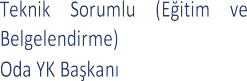 Teknik Sorumlu (Eğitim ve
Belgelendirme)
Oda YK Başkanı